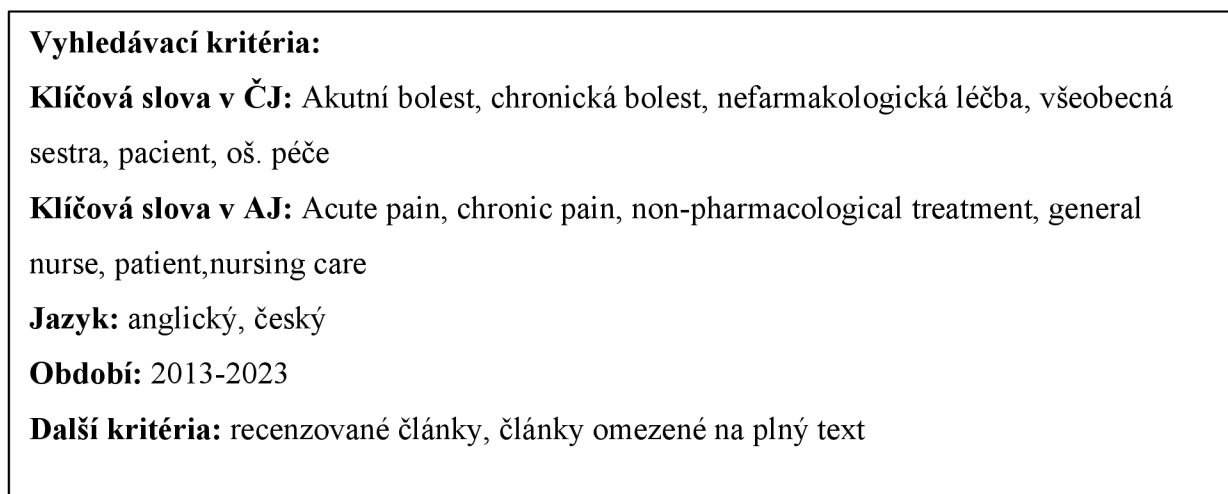 Vyhledávací kritéria:
Klíčová slova v ČJ: Akutní bolest, chronická bolest, nefarmakologická léčba, všeobecná
sestra, pacient, oš. péče
Klíčová slova v AJ: Acute pain, chronic pain, non-pharmacological treatment, general
nurse, patient,nursing care
Jazyk: anglický, český
Období: 2013-2023
Další kritéria: recenzované články, články omezené na plný text